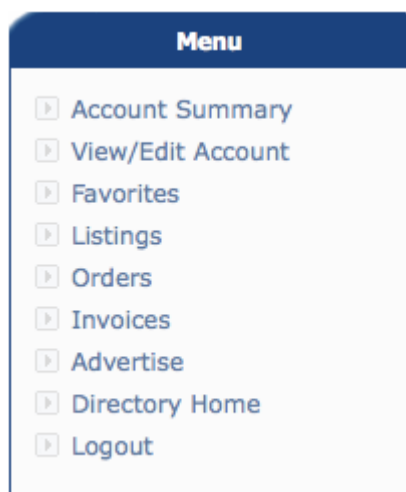 Menu
Account Summary
View/Edit Account
Favorites
Listings
Orders
Invoices
Advertise
Directory Home
Logout